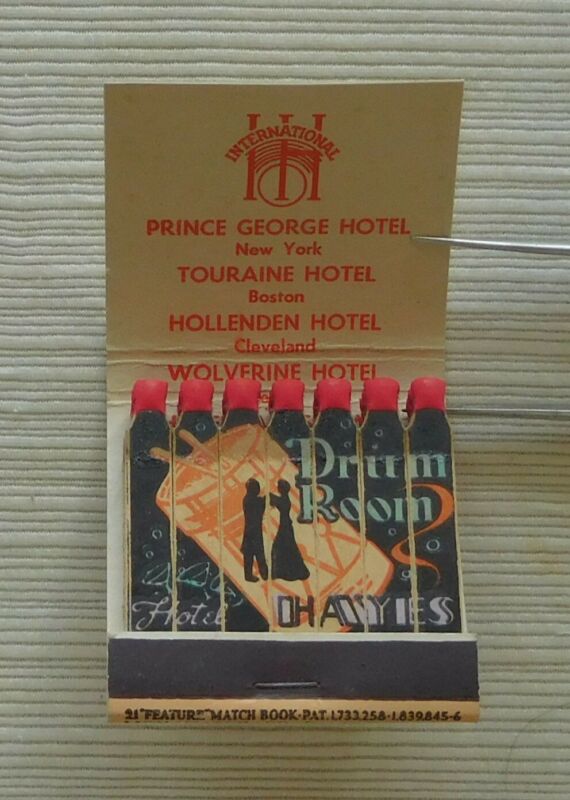 INTERNATIONAL
PRINCE GEORGE HOTEL
New York
TOURAINE HOTEL
Boston
HOLLENDEN HOTEL
Cleveland
WOLVERINE HOTEL
Drum
Room
Hotel
21 "FEATURE" MATCH BOOK·PAT. 1.733.258·1.839.845-6